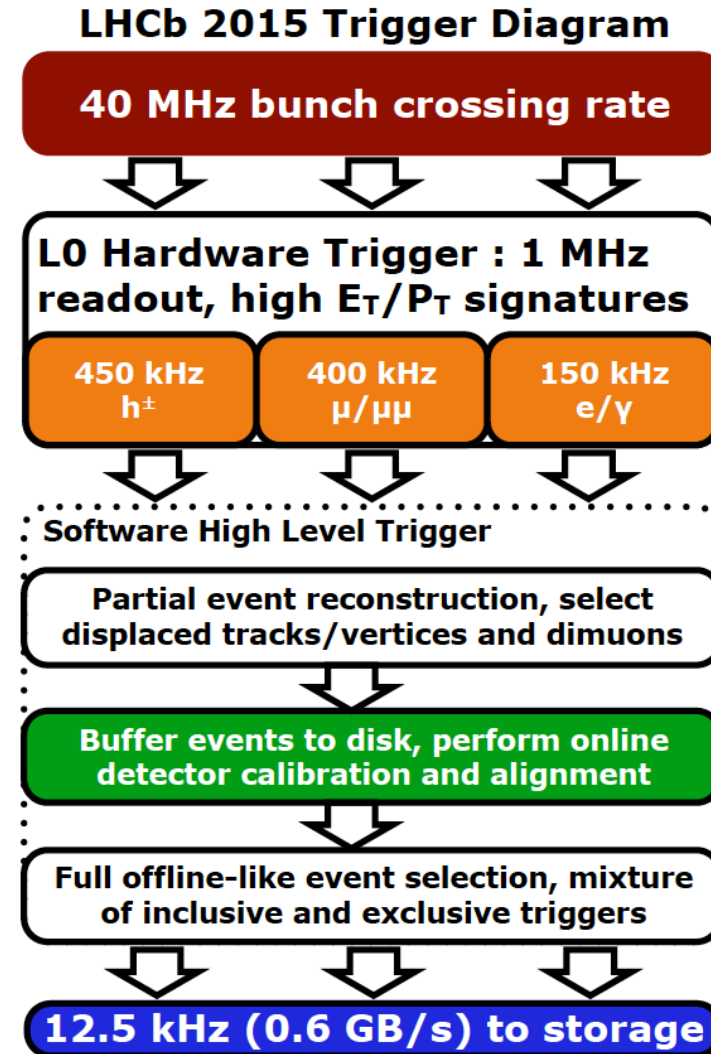 LHCb 2015 Trigger Diagram
40 MHz bunch crossing rate
L0 Hardware Trigger : 1 MHz
readout, high Eᴛ/Pᴛ signatures
450 kHz
h±
400 kHz
µ/µµ
150 kHz
e/γ
Software High Level Trigger
Partial event reconstruction, select
displaced tracks/vertices and dimuons
Buffer events to disk, perform online
detector calibration and alignment
Full offline-like event selection, mixture
of inclusive and exclusive triggers
12.5 kHz (0.6 GB/s) to storage